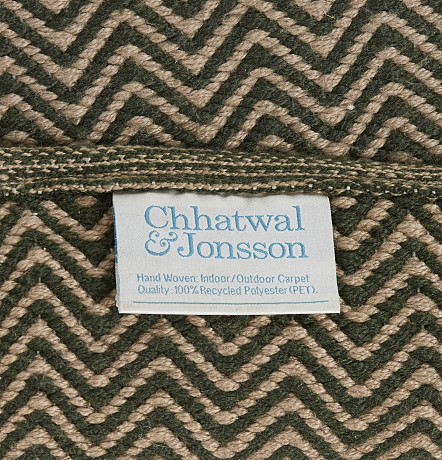 Chhatwal
& Jonsson
Hand Woven: Indoor/Outdoor Carpet
Quality: 100% Recycled Polyester (PET).